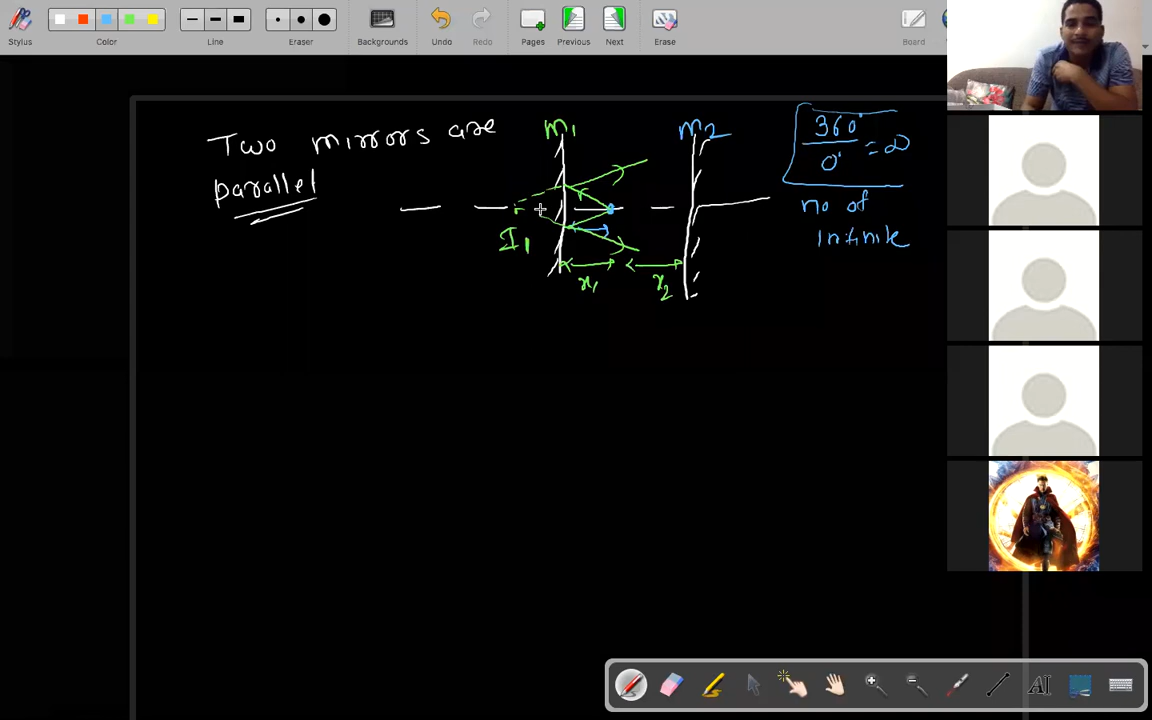 Stylus
Color
Line
Eraser
Backgrounds
Undo
Redo
Pages
Previous
Next
Erase
Board
Two mirrors are
parallel
m1
m2
I1
x1
x2
360°
0°
= ∞
no of
infinite